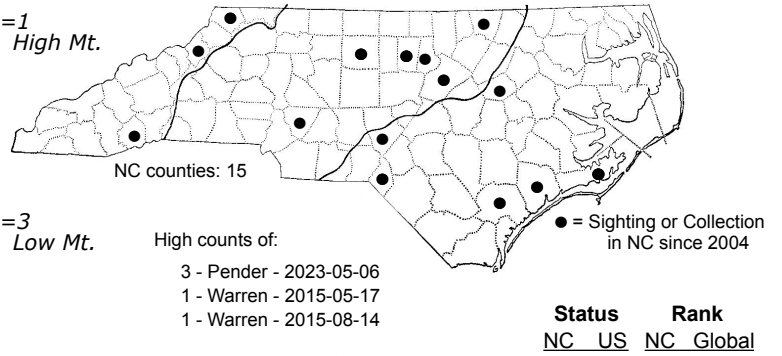 =1
High Mt.
NC counties: 15
=3
Low Mt.
High counts of:
3 - Pender - 2023-05-06
1 - Warren - 2015-05-17
1 - Warren - 2015-08-14
● = Sighting or Collection
in NC since 2004
Status Rank
NC US NC Global